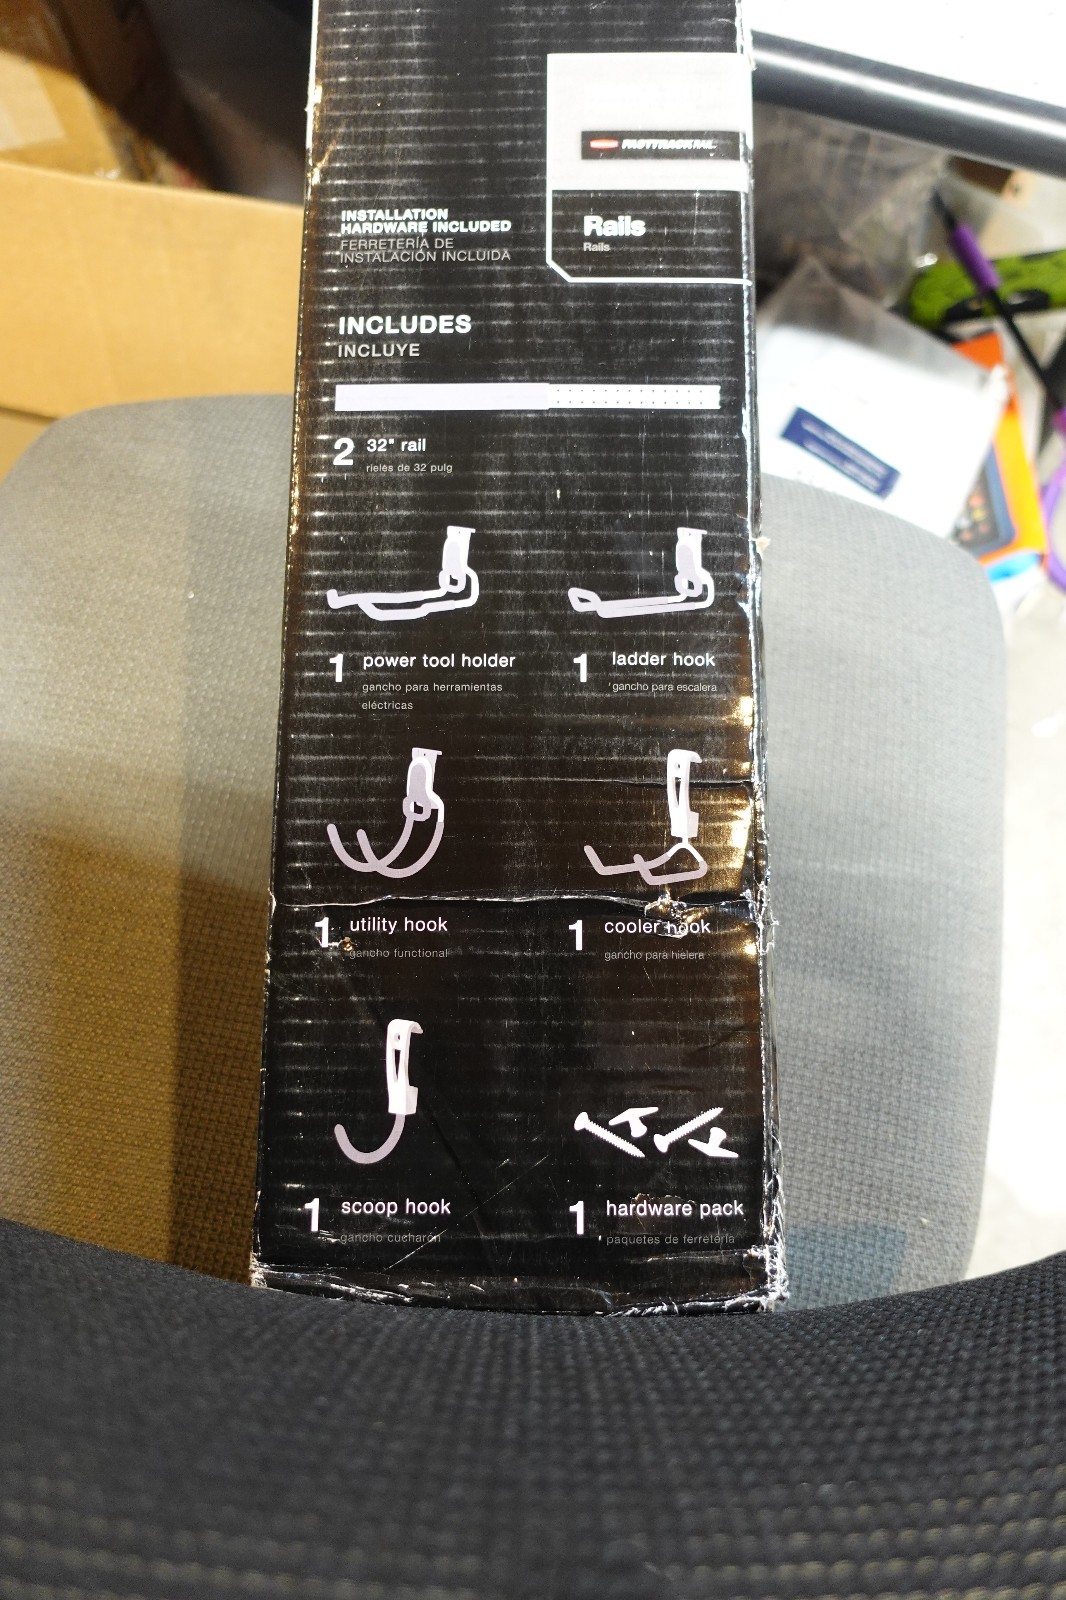 FASTTRACK RAIL
Rails
Rails
INSTALLATION
HARDWARE INCLUDED
FERRETERÍA DE
INSTALACIÓN INCLUIDA
INCLUDES
INCLUYE
2 32" rail
rieles de 32 pulg
1 power tool holder
gancho para herramientas
eléctricas
1 ladder hook
gancho para escalera
1 utility hook
gancho functional
1 cooler hook
gancho para hielera
1 scoop hook
gancho cucharón
1 hardware pack
paquetes de ferretería